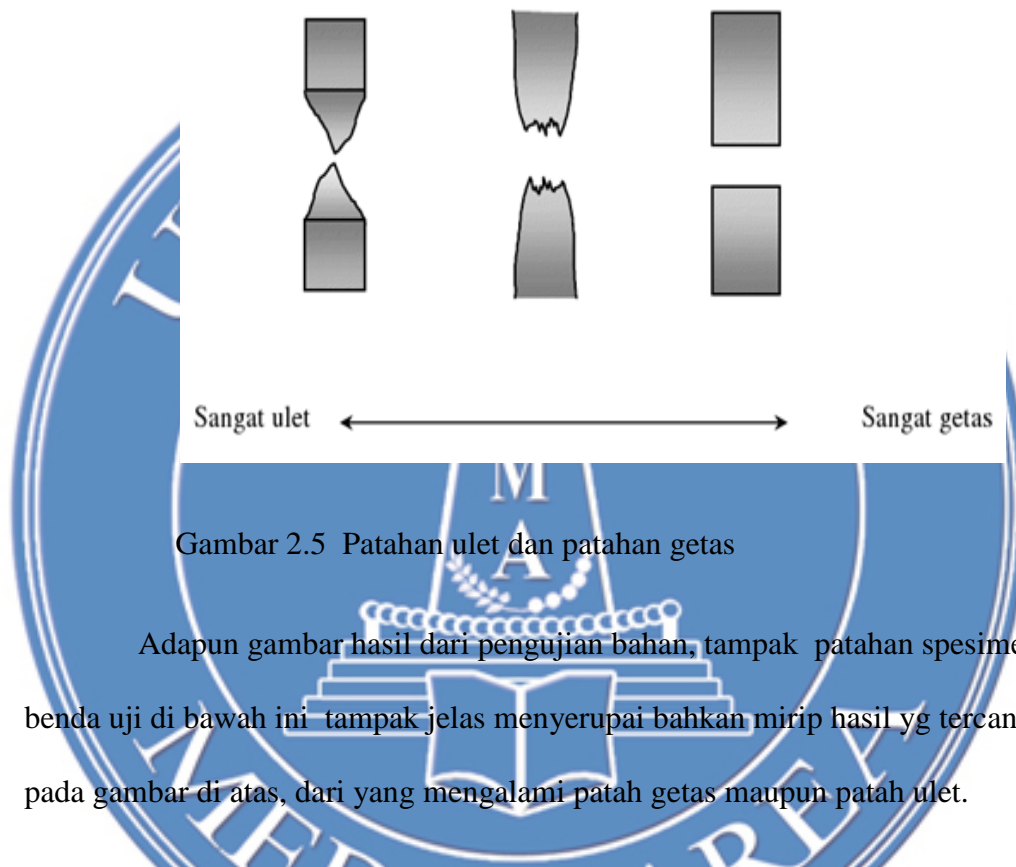 Sangat ulet Sangat getas
M
A
Gambar 2.5 Patahan ulet dan patahan getas
Adapun gambar hasil dari pengujian bahan, tampak patahan spesime
benda uji di bawah ini tampak jelas menyerupai bahkan mirip hasil yg tercan
pada gambar di atas, dari yang mengalami patah getas maupun patah ulet.